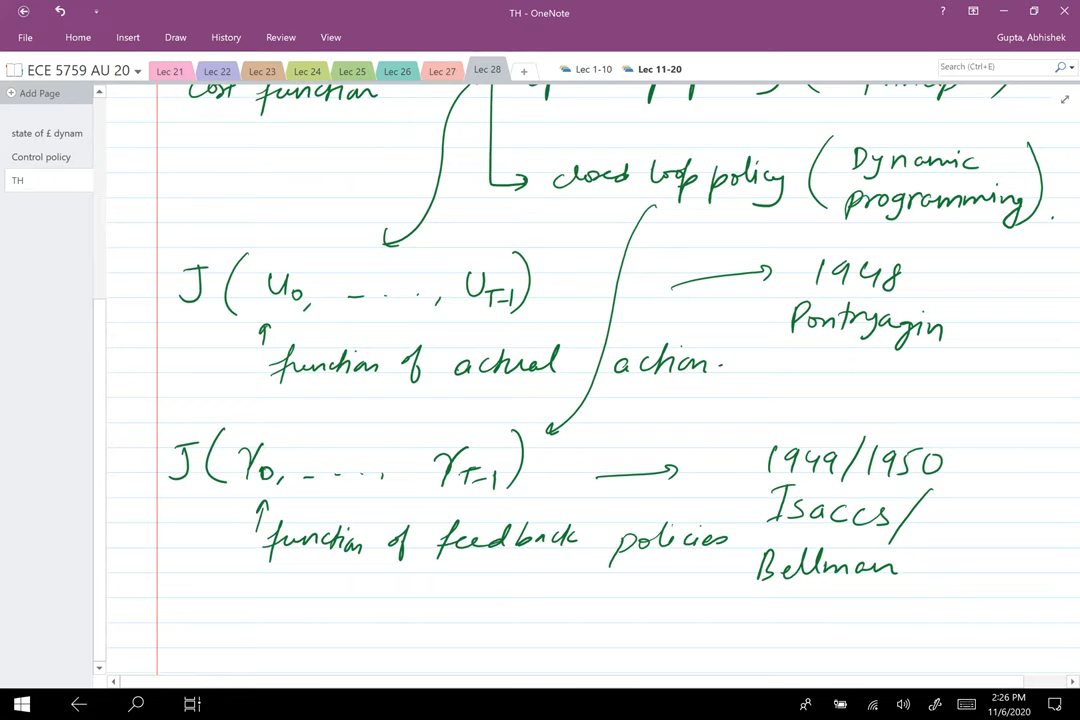 TH - OneNote
?
File Home Insert Draw History Review View
Gupta, Abhishek
ECE 5759 AU 20 Lec 21 Lec 22 Lec 23 Lec 24 Lec 25 Lec 26 Lec 27 Lec 28 + Lec 1-10 Lec 11-20
Search (Ctrl+E)
Add Page
state of £ dynam
Control policy
TH
cost function
closed loop policy ( Dynamic
programming ).
J ( u0, - ...., UT-1 )
1948
Pontryagin
function of actual action.
J ( γ0, - ... . γT-1 )
1949/1950
Isaccs/
Bellman
function of feedback policies
2:26 PM
11/6/2020